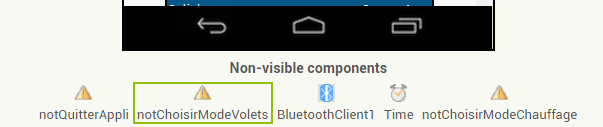 Non-visible components
notQuitterAppli notChoisirModeVolets BluetoothClient1 Time notChoisirModeChauffage